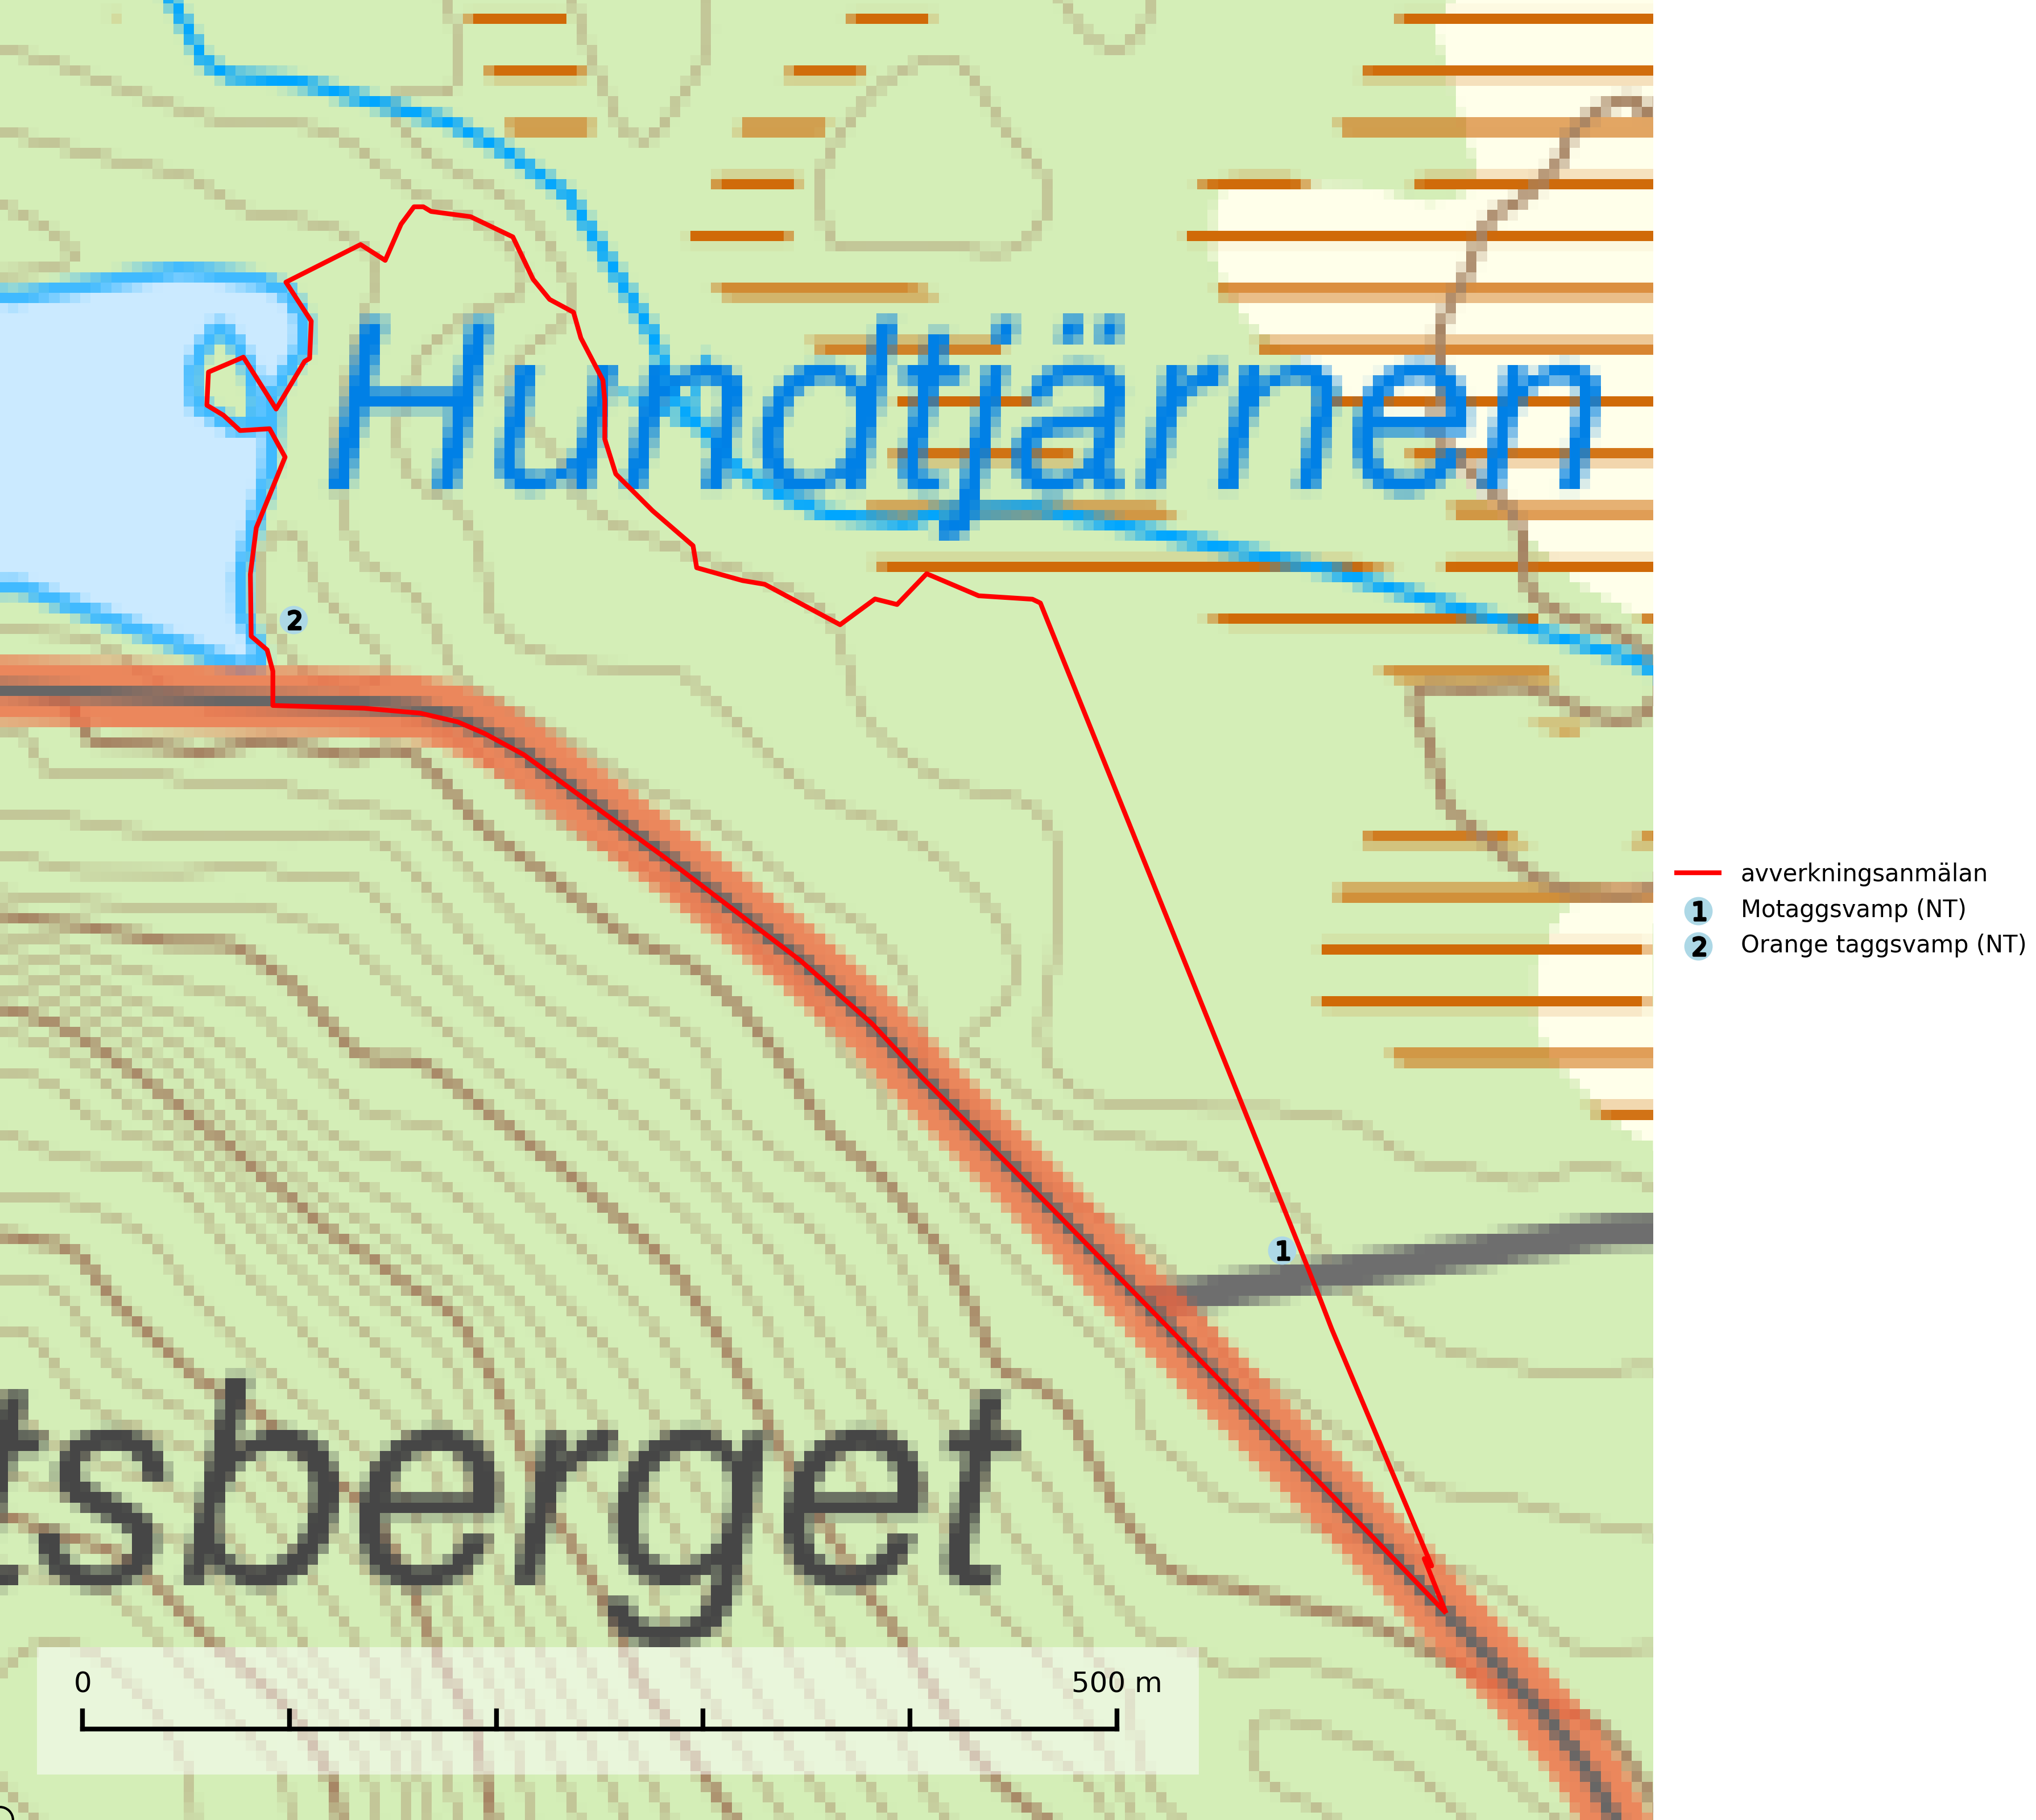 Hundtjärnen
2
avverkningsanmälan
1 Motaggsvamp (NT)
2 Orange taggsvamp (NT)
1
tsberget
0 500 m